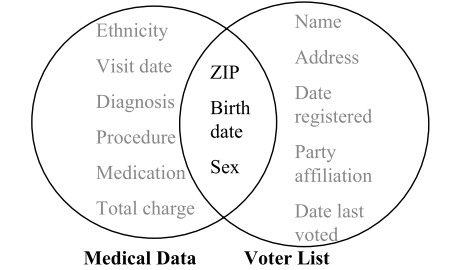 Ethnicity
Visit date
Diagnosis
Procedure
Medication
Total charge
ZIP
Birth
date
Sex
Name
Address
Date
registered
Party
affiliation
Date last
voted
Medical Data
Voter List